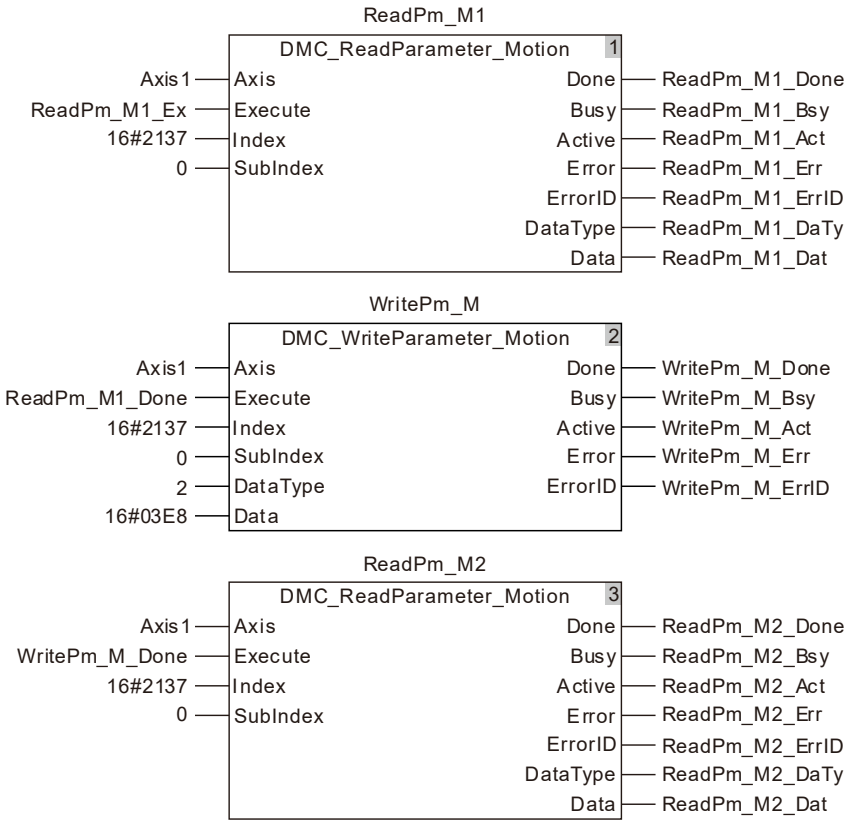 ReadPm_M1
DMC_ReadParameter_Motion 1
Axis1 Axis Done ReadPm_M1_Done
ReadPm_M1_Ex Execute Busy ReadPm_M1_Bsy
16#2137 Index Active ReadPm_M1_Act
0 SubIndex Error ReadPm_M1_Err
ErrorID ReadPm_M1_ErrID
DataType ReadPm_M1_DaTy
Data ReadPm_M1_Dat
WritePm_M
DMC_WriteParameter_Motion 2
Axis1 Axis Done WritePm_M_Done
ReadPm_M1_Done Execute Busy WritePm_M_Bsy
16#2137 Index Active WritePm_M_Act
0 SubIndex Error WritePm_M_Err
2 DataType ErrorID WritePm_M_ErrID
16#03E8 Data
ReadPm_M2
DMC_ReadParameter_Motion 3
Axis1 Axis Done ReadPm_M2_Done
WritePm_M_Done Execute Busy ReadPm_M2_Bsy
16#2137 Index Active ReadPm_M2_Act
0 SubIndex Error ReadPm_M2_Err
ErrorID ReadPm_M2_ErrID
DataType ReadPm_M2_DaTy
Data ReadPm_M2_Dat